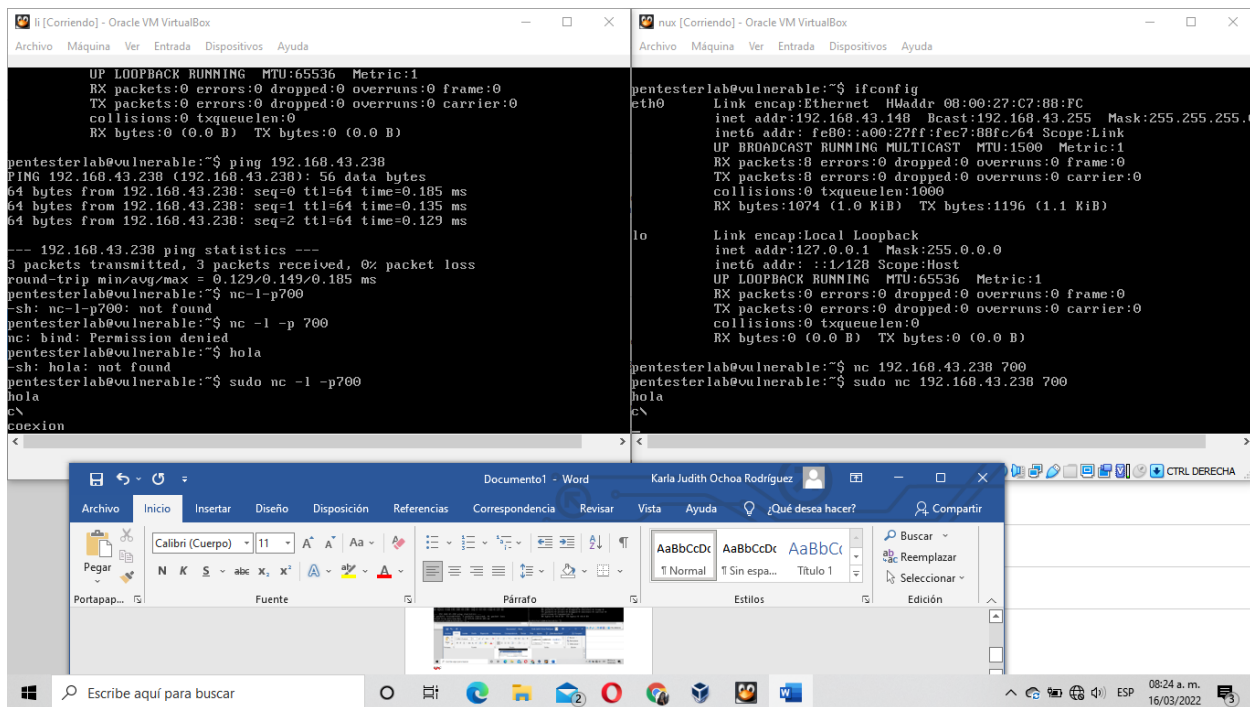 li [Corriendo] - Oracle VM VirtualBox
Archivo Máquina Ver Entrada Dispositivos Ayuda
UP LOOPBACK RUNNING MTU:65536 Metric:1
RX packets:0 errors:0 dropped:0 overruns:0 frame:0
TX packets:0 errors:0 dropped:0 overruns:0 carrier:0
collisions:0 txqueuelen:0
RX bytes:0 (0.0 B) TX bytes:0 (0.0 B)
pentesterlab@vulnerable:~$ ping 192.168.43.238
PING 192.168.43.238 (192.168.43.238): 56 data bytes
64 bytes from 192.168.43.238: seq=0 ttl=64 time=0.185 ms
64 bytes from 192.168.43.238: seq=1 ttl=64 time=0.135 ms
64 bytes from 192.168.43.238: seq=2 ttl=64 time=0.129 ms
--- 192.168.43.238 ping statistics ---
3 packets transmitted, 3 packets received, 0% packet loss
round-trip min/avg/max = 0.129/0.149/0.185 ms
pentesterlab@vulnerable:~$ nc-l-p700
-sh: nc-l-p700: not found
pentesterlab@vulnerable:~$ nc -l -p 700
nc: bind: Permission denied
pentesterlab@vulnerable:~$ hola
-sh: hola: not found
pentesterlab@vulnerable:~$ sudo nc -l -p700
hola
c\
coexion
nux [Corriendo] - Oracle VM VirtualBox
Archivo Máquina Ver Entrada Dispositivos Ayuda
pentesterlab@vulnerable:~$ ifconfig
eth0 Link encap:Ethernet HWaddr 08:00:27:C7:88:FC
inet addr:192.168.43.148 Bcast:192.168.43.255 Mask:255.255.255.0
inet6 addr: fe80::a00:27ff:fec7:88fc/64 Scope:Link
UP BROADCAST RUNNING MULTICAST MTU:1500 Metric:1
RX packets:8 errors:0 dropped:0 overruns:0 frame:0
TX packets:8 errors:0 dropped:0 overruns:0 carrier:0
collisions:0 txqueuelen:1000
RX bytes:1074 (1.0 KiB) TX bytes:1196 (1.1 KiB)
lo Link encap:Local Loopback
inet addr:127.0.0.1 Mask:255.0.0.0
inet6 addr: ::1/128 Scope:Host
UP LOOPBACK RUNNING MTU:65536 Metric:1
RX packets:0 errors:0 dropped:0 overruns:0 frame:0
TX packets:0 errors:0 dropped:0 overruns:0 carrier:0
collisions:0 txqueuelen:0
RX bytes:0 (0.0 B) TX bytes:0 (0.0 B)
pentesterlab@vulnerable:~$ nc 192.168.43.238 700
pentesterlab@vulnerable:~$ sudo nc 192.168.43.238 700
hola
c\
CTRL DERECHA
Documento1 - Word Karla Judith Ochoa Rodríguez
Archivo Inicio Insertar Diseño Disposición Referencias Correspondencia Revisar Vista Ayuda ¿Qué desea hacer? Compartir
Pegar
Calibri (Cuerpo) 11
N K S abc x₂ x²
AaBbCcDc AaBbCcDc AaBbCc
¶ Normal ¶ Sin espa... Título 1
Buscar
Reemplazar
Seleccionar
Portapap... Fuente Párrafo Estilos Edición
Escribe aquí para buscar
2
ESP
08:24 a. m.
16/03/2022
3